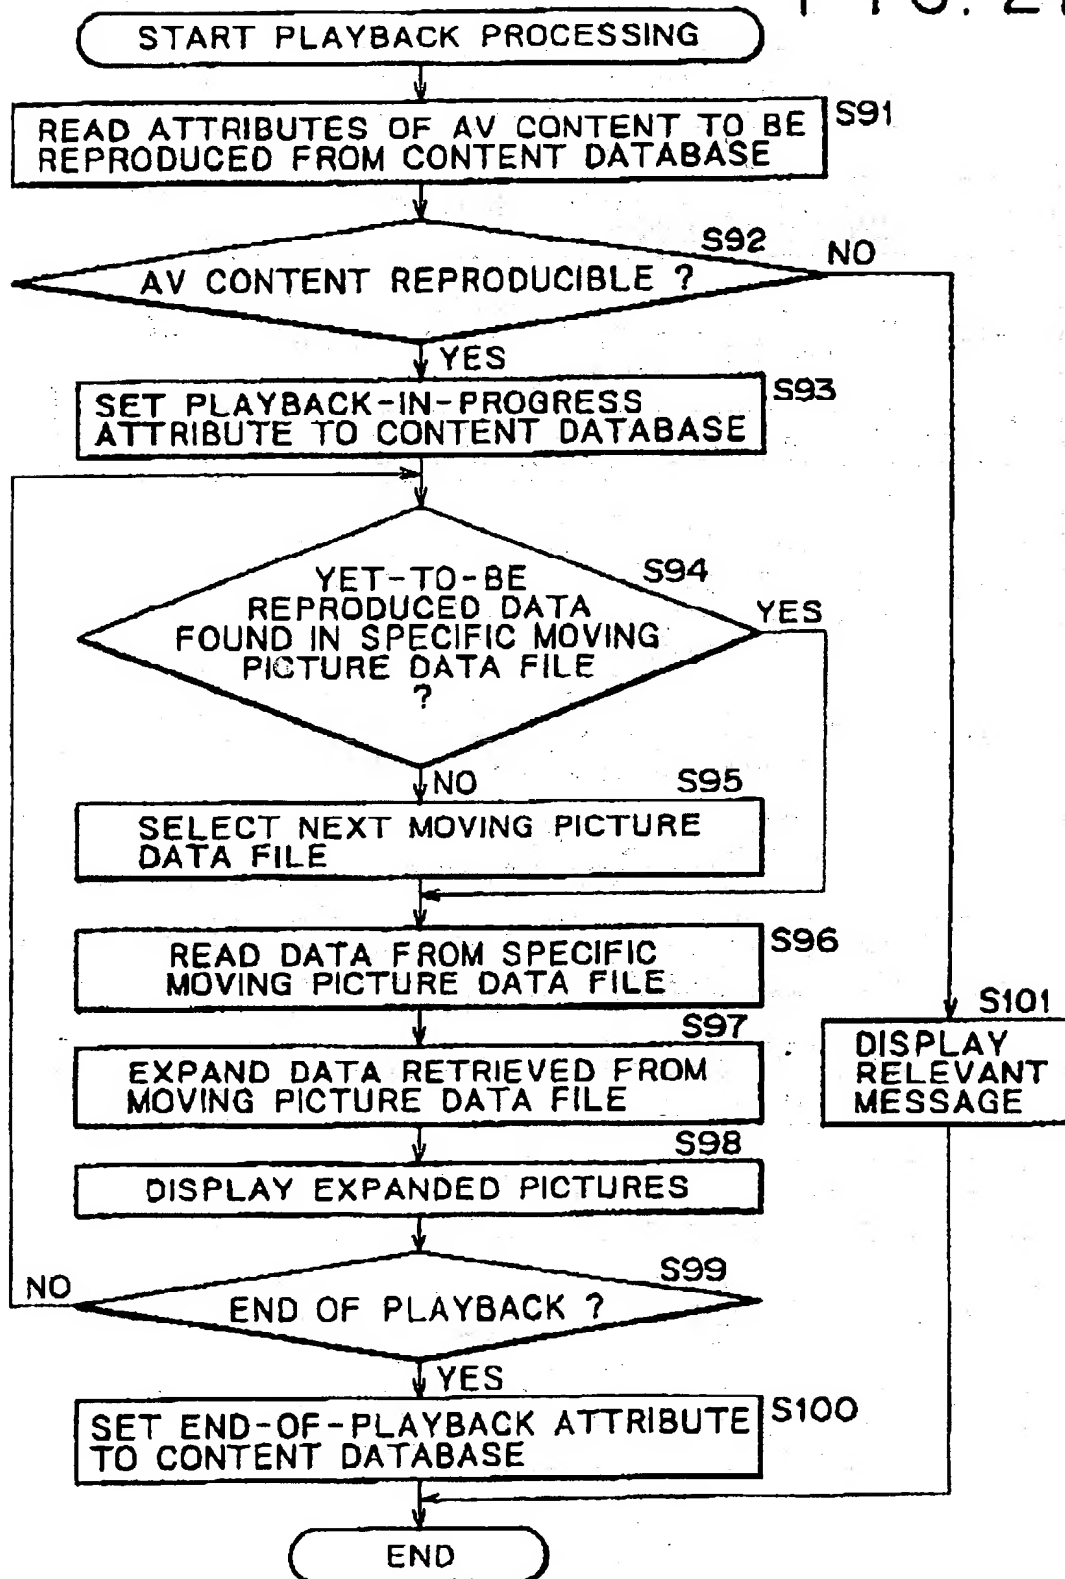 FIG. 2
START PLAYBACK PROCESSING
S91
READ ATTRIBUTES OF AV CONTENT TO BE
REPRODUCED FROM CONTENT DATABASE
S92
NO
AV CONTENT REPRODUCIBLE ?
YES
S93
SET PLAYBACK-IN-PROGRESS
ATTRIBUTE TO CONTENT DATABASE
S94
YET-TO-BE
REPRODUCED DATA
FOUND IN SPECIFIC MOVING
PICTURE DATA FILE
?
YES
NO
S95
SELECT NEXT MOVING PICTURE
DATA FILE
S96
READ DATA FROM SPECIFIC
MOVING PICTURE DATA FILE
S97
EXPAND DATA RETRIEVED FROM
MOVING PICTURE DATA FILE
S101
DISPLAY
RELEVANT
MESSAGE
S98
DISPLAY EXPANDED PICTURES
S99
NO
END OF PLAYBACK ?
YES
S100
SET END-OF-PLAYBACK ATTRIBUTE
TO CONTENT DATABASE
END